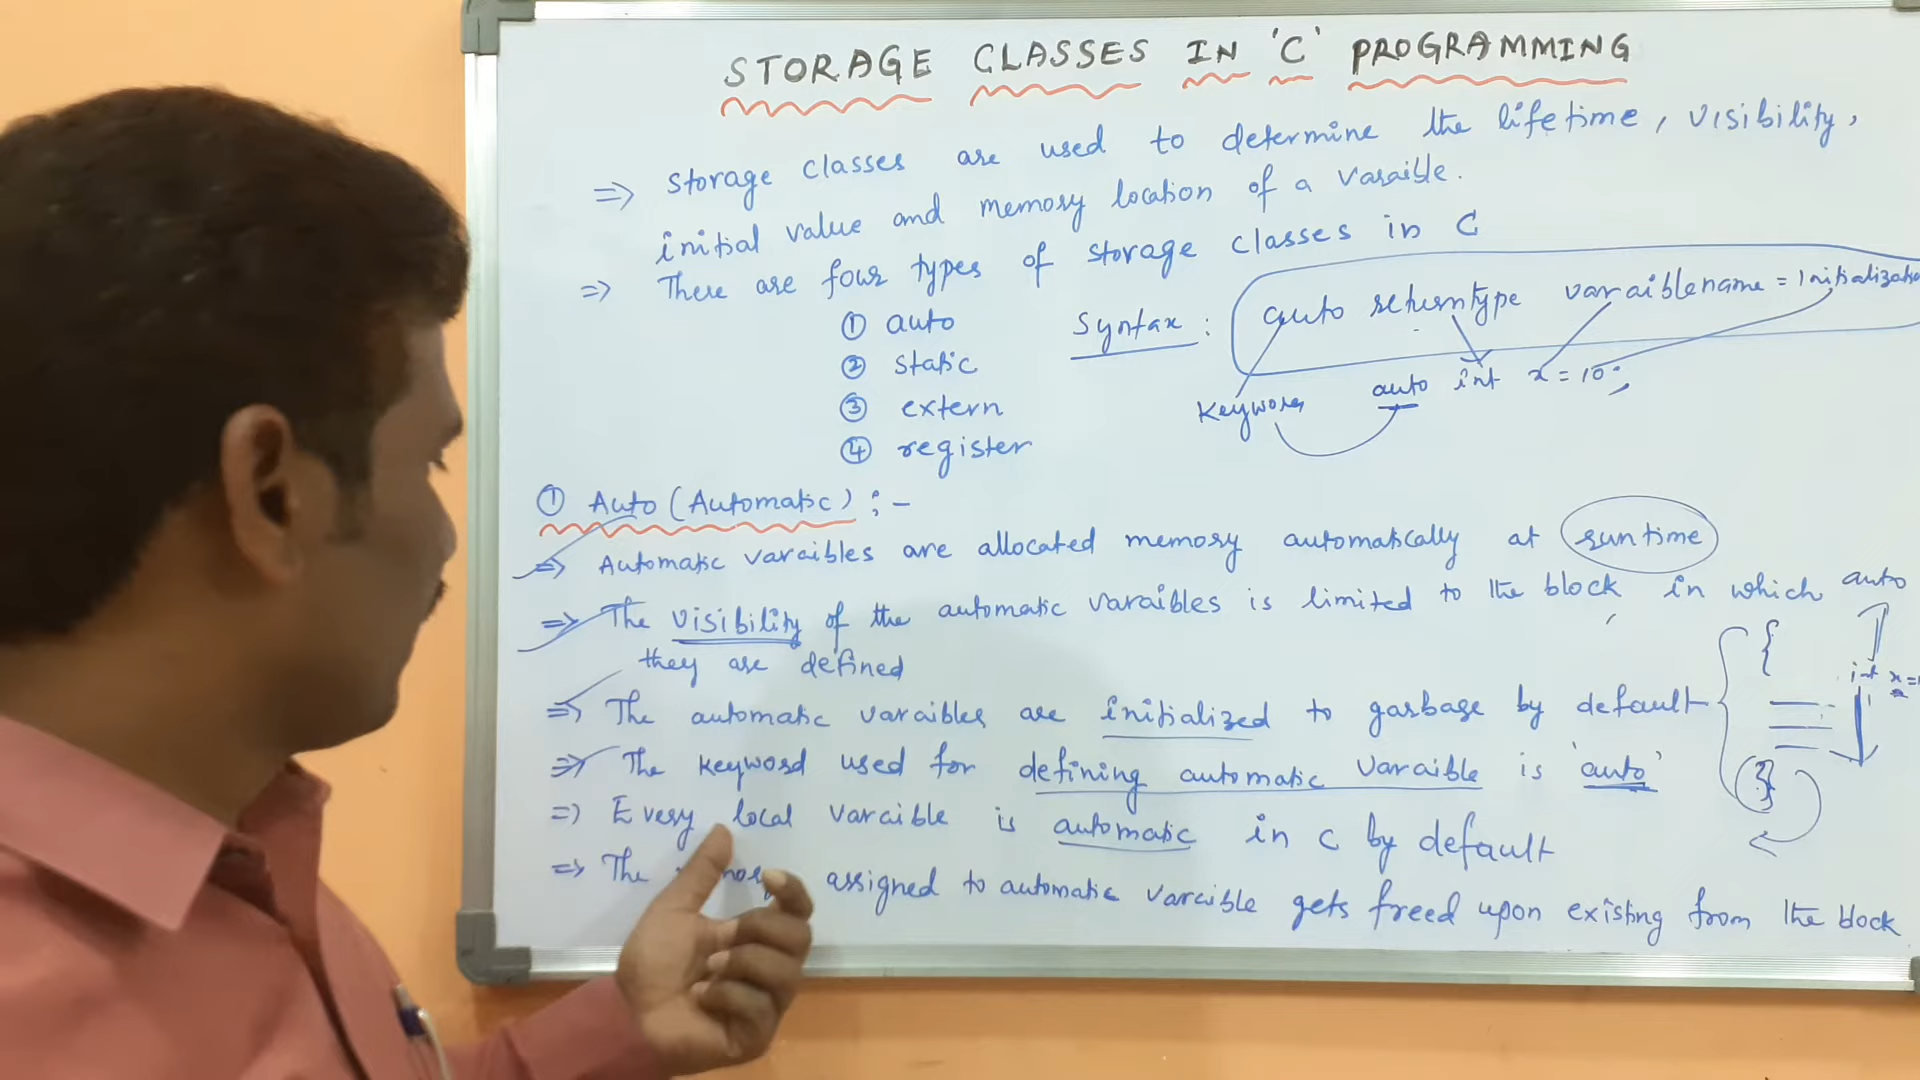 STORAGE CLASSES IN 'C' PROGRAMMING
=> Storage classes are used to determine the lifetime, visibility,
initial value and memory location of a varaible.
=> There are four types of storage classes in C
① auto
② static
③ extern
④ register
Syntax : auto returntype varaiblename = Initialization
Keyword auto int x = 10;
① Auto (Automatic) :-
=> Automatic varaibles are allocated memory automatically at runtime
=> The visibility of the automatic varaibles is limited to the block in which
they are defined
auto
{
int x=
}
=> The automatic varaibles are initialized to garbage by default
=> The keyword used for defining automatic varaible is 'auto'
=> Every local varaible is automatic in c by default
=> The assigned to automatic varaible gets freed upon existing from the block